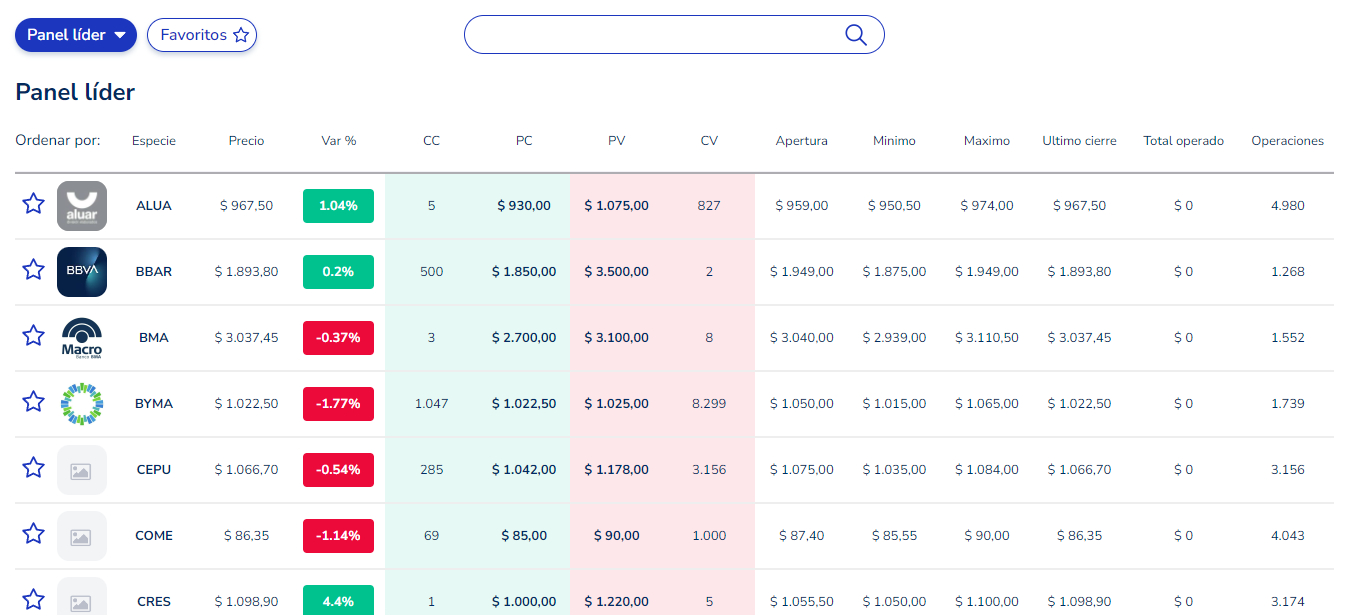 Panel líder Favoritos
Panel líder
Ordenar por: Especie Precio Var % CC PC PV CV Apertura Minimo Maximo Ultimo cierre Total operado Operaciones
aluar ALUA $ 967,50 1.04% 5 $ 930,00 $ 1.075,00 827 $ 959,00 $ 950,50 $ 974,00 $ 967,50 $ 0 4.980
BBVA BBAR $ 1.893,80 0.2% 500 $ 1.850,00 $ 3.500,00 2 $ 1.949,00 $ 1.875,00 $ 1.949,00 $ 1.893,80 $ 0 1.268
Macro BMA $ 3.037,45 -0.37% 3 $ 2.700,00 $ 3.100,00 8 $ 3.040,00 $ 2.939,00 $ 3.110,50 $ 3.037,45 $ 0 1.552
Banco BMA
BYMA $ 1.022,50 -1.77% 1.047 $ 1.022,50 $ 1.025,00 8.299 $ 1.050,00 $ 1.015,00 $ 1.065,00 $ 1.022,50 $ 0 1.739
CEPU $ 1.066,70 -0.54% 285 $ 1.042,00 $ 1.178,00 3.156 $ 1.075,00 $ 1.035,00 $ 1.084,00 $ 1.066,70 $ 0 3.156
COME $ 86,35 -1.14% 69 $ 85,00 $ 90,00 1.000 $ 87,40 $ 85,55 $ 90,00 $ 86,35 $ 0 4.043
CRES $ 1.098,90 4.4% 1 $ 1.000,00 $ 1.220,00 5 $ 1.055,50 $ 1.050,00 $ 1.100,00 $ 1.098,90 $ 0 3.174